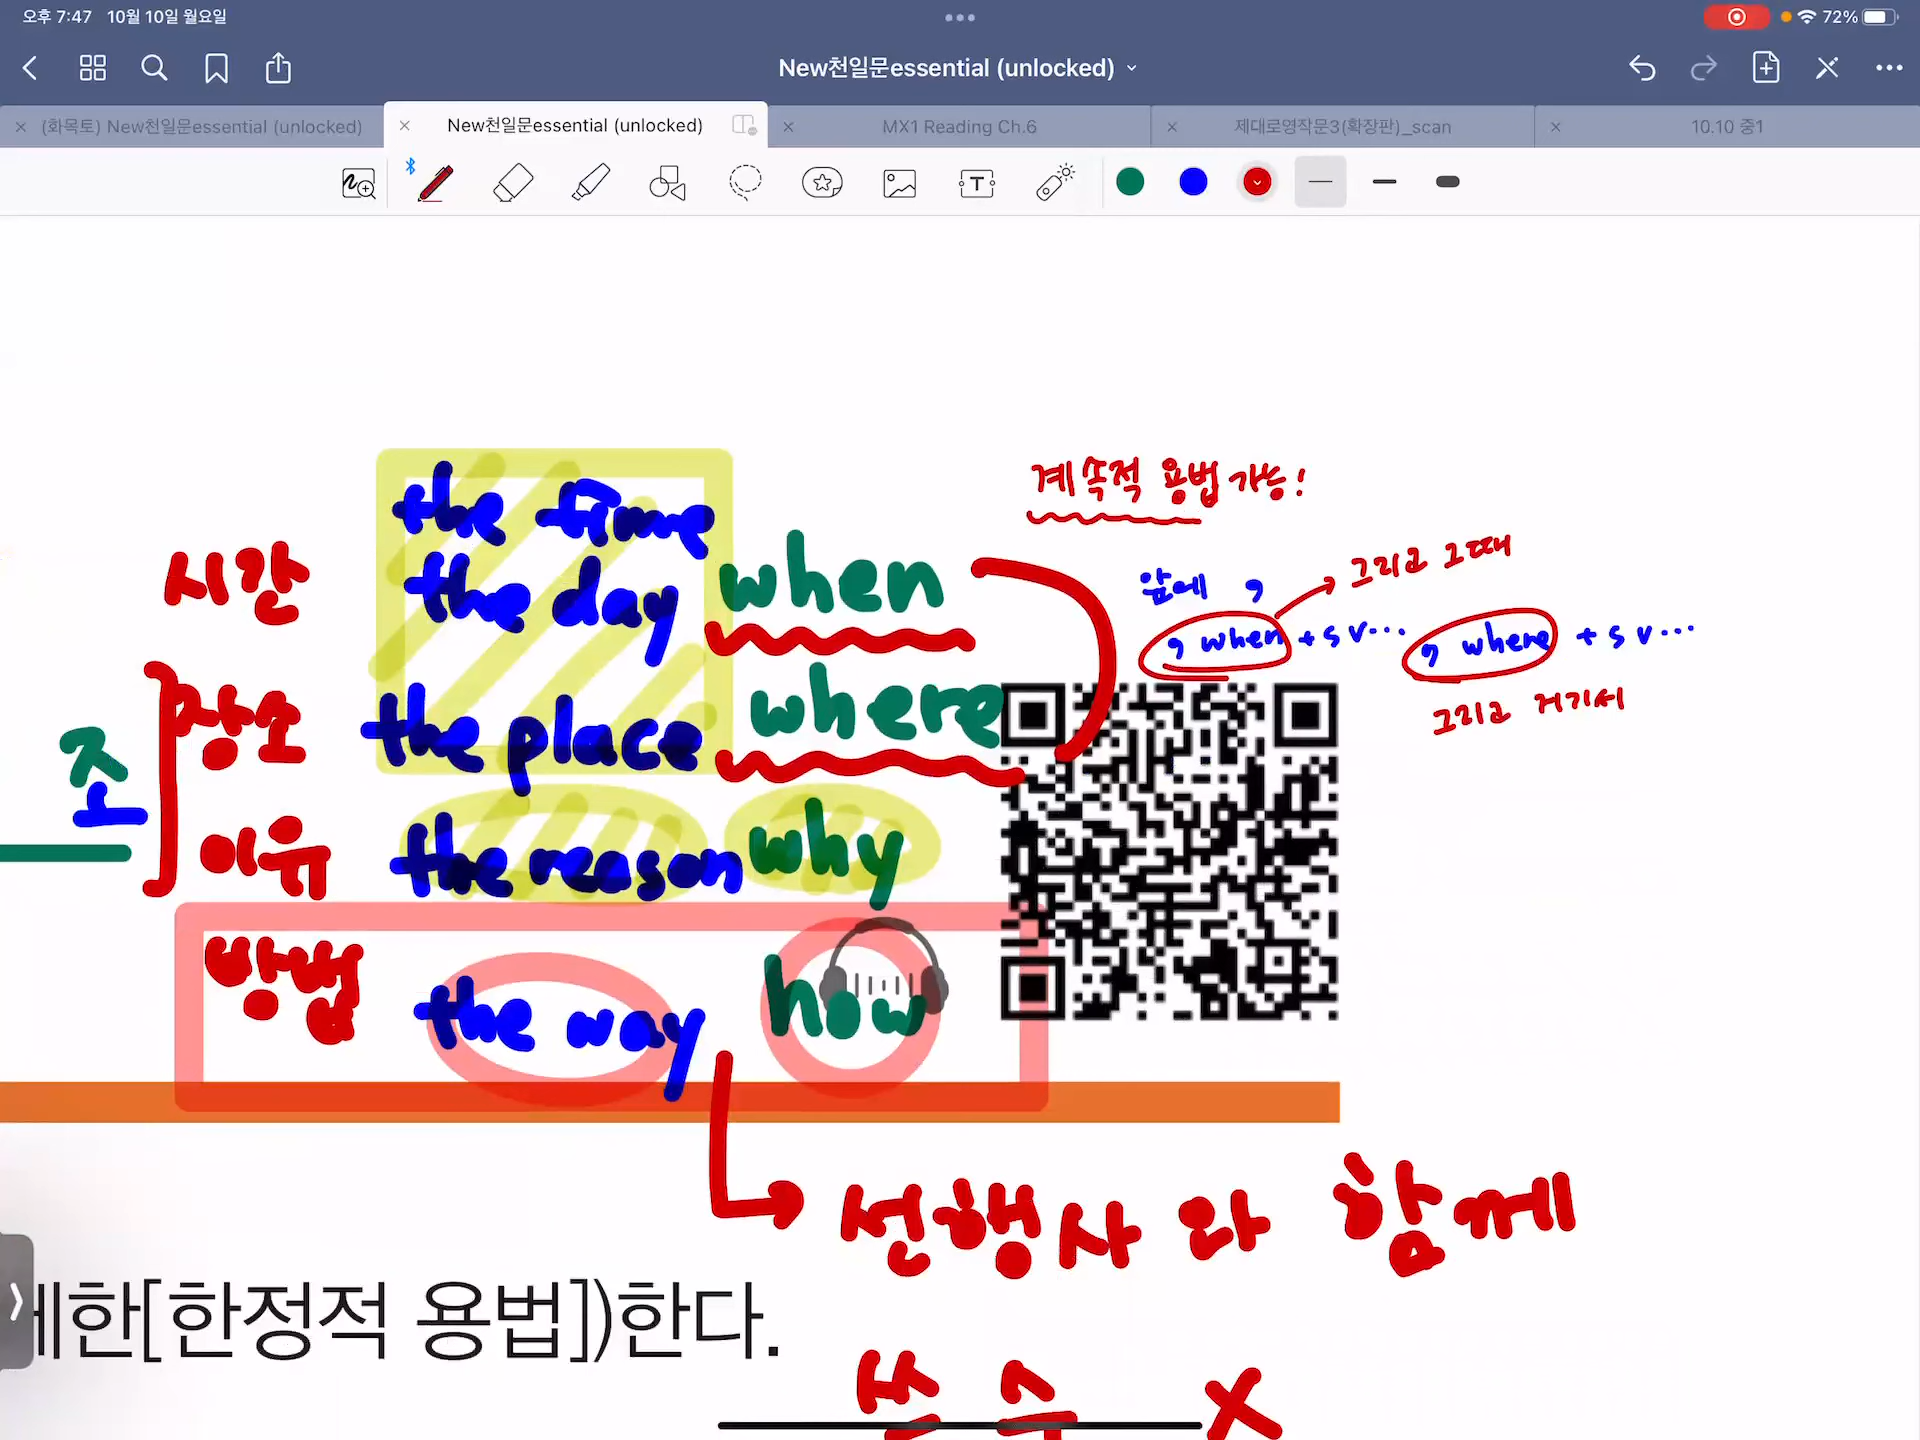 오후 7:47 10월 10일 월요일
72%
New천일문essential (unlocked)
(화목토) New천일문essential (unlocked)
New천일문essential (unlocked)
MX1 Reading Ch.6
제대로영작문3(확장판)_scan
10.10 중1
계속적 용법 가능!
the time
시간 the day when
앞에 ,
그리고 그때
, when + s v...
, where + s v...
그리고 거기서
장소 the place where
조
이유 the reason why
방법 the way how
선행사와 함께
한[한정적 용법])한다.
쓸 수 X